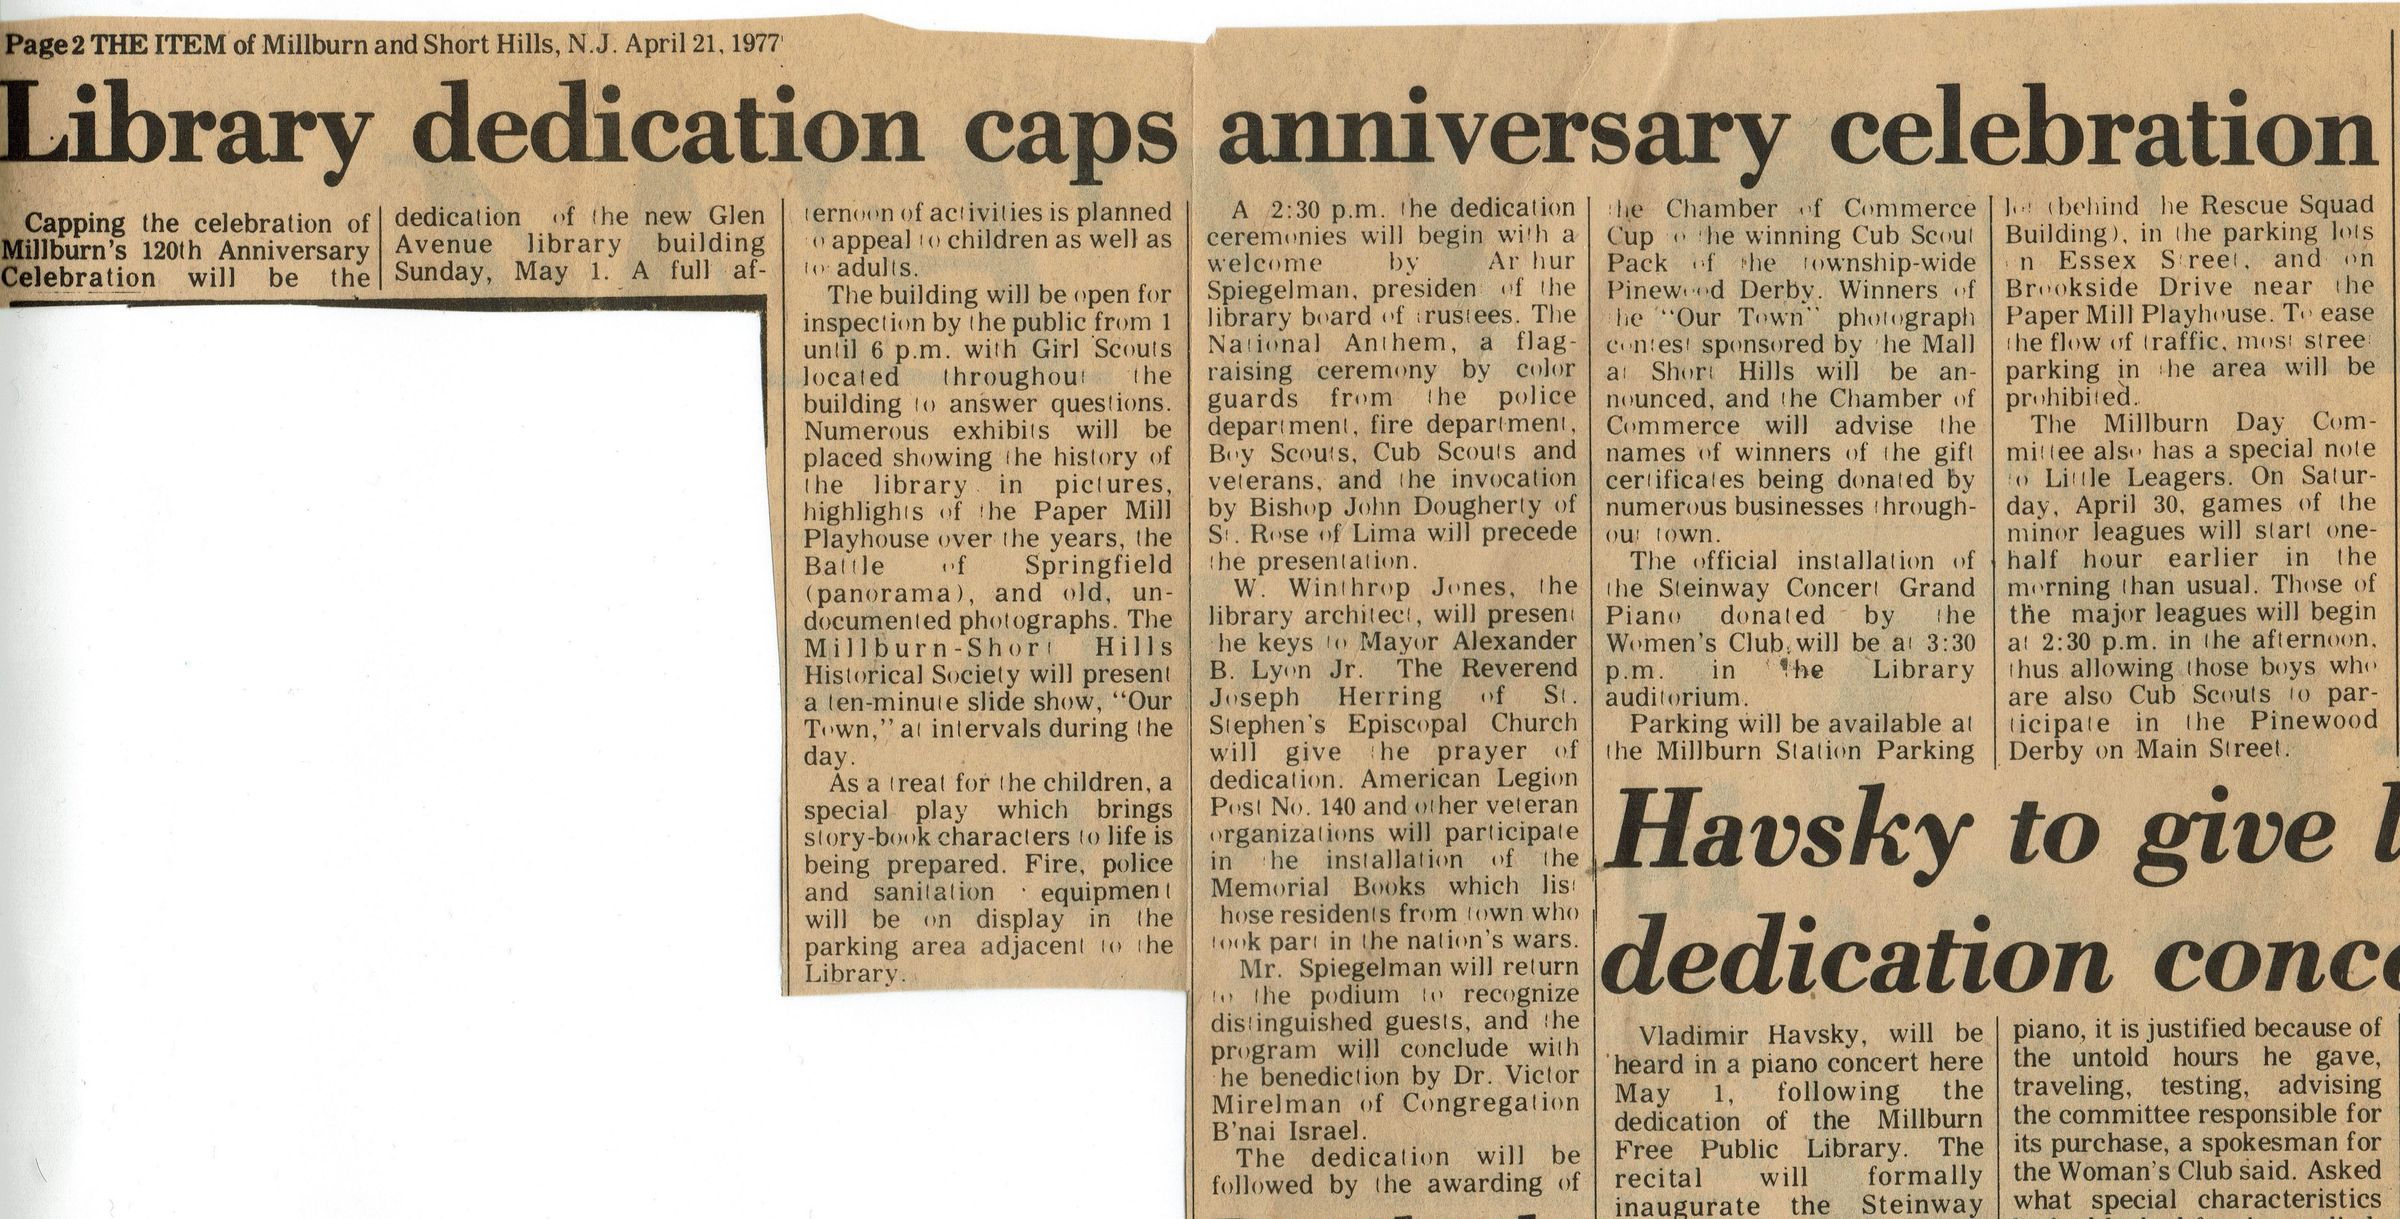 Page 2 THE ITEM of Millburn and Short Hills, N.J. April 21, 1977
Library dedication caps anniversary celebration
Capping the celebration of
Millburn's 120th Anniversary
Celebration will be the
dedication of the new Glen
Avenue library building
Sunday, May 1. A full af-
ternoon of activities is planned
to appeal to children as well as
to adults.
The building will be open for
inspection by the public from 1
until 6 p.m. with Girl Scouts
located throughout the
building to answer questions.
Numerous exhibits will be
placed showing the history of
the library in pictures,
highlights of the Paper Mill
Playhouse over the years, the
Battle of Springfield
(panorama), and old, un-
documented photographs. The
Millburn-Short Hills
Historical Society will present
a ten-minute slide show, "Our
Town," at intervals during the
day.
As a treat for the children, a
special play which brings
story-book characters to life is
being prepared. Fire, police
and sanitation equipment
will be on display in the
parking area adjacent to the
Library.
A 2:30 p.m. the dedication
ceremonies will begin with a
welcome by Arthur
Spiegelman, president of the
library board of trustees. The
National Anthem, a flag-
raising ceremony by color
guards from the police
department, fire department,
Boy Scouts, Cub Scouts and
veterans, and the invocation
by Bishop John Dougherty of
St. Rose of Lima will precede
the presentation.
W. Winthrop Jones, the
library architect, will present
the keys to Mayor Alexander
B. Lyon Jr. The Reverend
Joseph Herring of St.
Stephen's Episcopal Church
will give the prayer of
dedication. American Legion
Post No. 140 and other veteran
organizations will participate
in the installation of the
Memorial Books which list
those residents from town who
took part in the nation's wars.
Mr. Spiegelman will return
to the podium to recognize
distinguished guests, and the
program will conclude with
the benediction by Dr. Victor
Mirelman of Congregation
B'nai Israel.
The dedication will be
followed by the awarding of
the Chamber of Commerce
Cup to the winning Cub Scout
Pack of the township-wide
Pinewood Derby. Winners of
the "Our Town" photograph
contest sponsored by the Mall
at Short Hills will be an-
nounced, and the Chamber of
Commerce will advise the
names of winners of the gift
certificates being donated by
numerous businesses through-
out town.
The official installation of
the Steinway Concert Grand
Piano donated by the
Women's Club will be at 3:30
p.m. in the Library
auditorium.
Parking will be available at
the Millburn Station Parking
lot (behind he Rescue Squad
Building), in the parking lots
on Essex Street, and on
Brookside Drive near the
Paper Mill Playhouse. To ease
the flow of traffic, most street
parking in the area will be
prohibited.
The Millburn Day Com-
mittee also has a special note
to Little Leagers. On Satur-
day, April 30, games of the
minor leagues will start one-
half hour earlier in the
morning than usual. Those of
the major leagues will begin
at 2:30 p.m. in the afternoon,
thus allowing those boys who
are also Cub Scouts to par-
ticipate in the Pinewood
Derby on Main Street.
Havsky to give
dedication conc
Vladimir Havsky, will be
heard in a piano concert here
May 1, following the
dedication of the Millburn
Free Public Library. The
recital will formally
inaugurate the Steinway
piano, it is justified because of
the untold hours he gave,
traveling, testing, advising
the committee responsible for
its purchase, a spokesman for
the Woman's Club said. Asked
what special characteristics